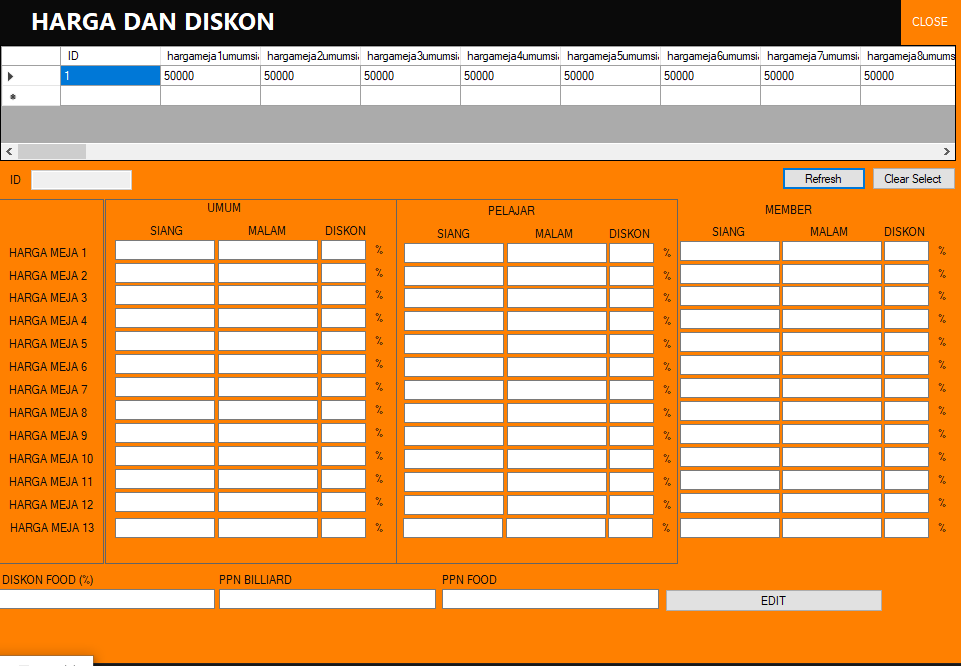 HARGA DAN DISKON
CLOSE
ID hargameja1umumsi hargameja2umumsi hargameja3umumsi hargameja4umumsi hargameja5umumsi hargameja6umumsi hargameja7umumsi hargameja8umums
1 50000 50000 50000 50000 50000 50000 50000 50000
ID
Refresh Clear Select
UMUM PELAJAR MEMBER
SIANG MALAM DISKON SIANG MALAM DISKON SIANG MALAM DISKON
HARGA MEJA 1 % % %
HARGA MEJA 2 % % %
HARGA MEJA 3 % % %
HARGA MEJA 4 % % %
HARGA MEJA 5 % % %
HARGA MEJA 6 % % %
HARGA MEJA 7 % % %
HARGA MEJA 8 % % %
HARGA MEJA 9 % % %
HARGA MEJA 10 % % %
HARGA MEJA 11 % % %
HARGA MEJA 12 % % %
HARGA MEJA 13 % % %
DISKON FOOD (%) PPN BILLIARD PPN FOOD
EDIT